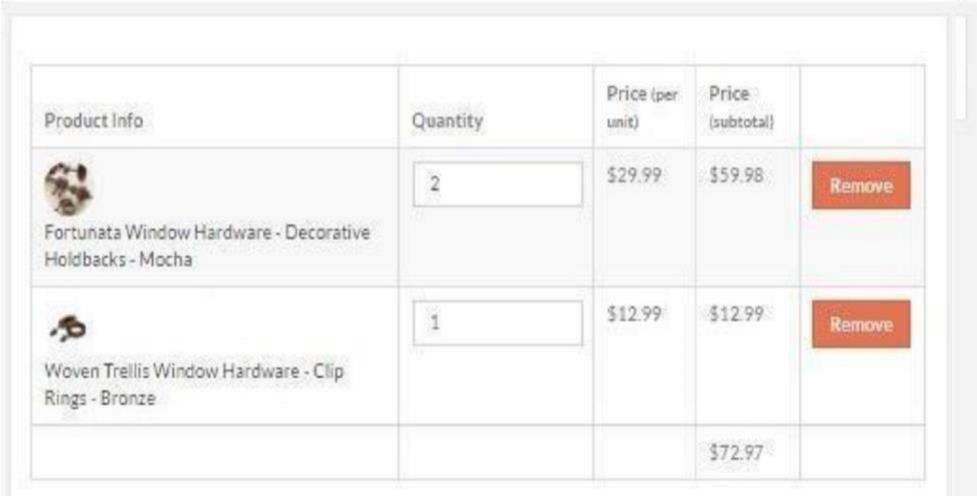 Product Info
Quantity
Price (per
unit)
Price
(subtotal)
2
$29.99
$59.98
Remove
Fortunata Window Hardware - Decorative
Holdbacks - Mocha
1
$12.99
$12.99
Remove
Woven Trellis Window Hardware - Clip
Rings - Bronze
$72.97